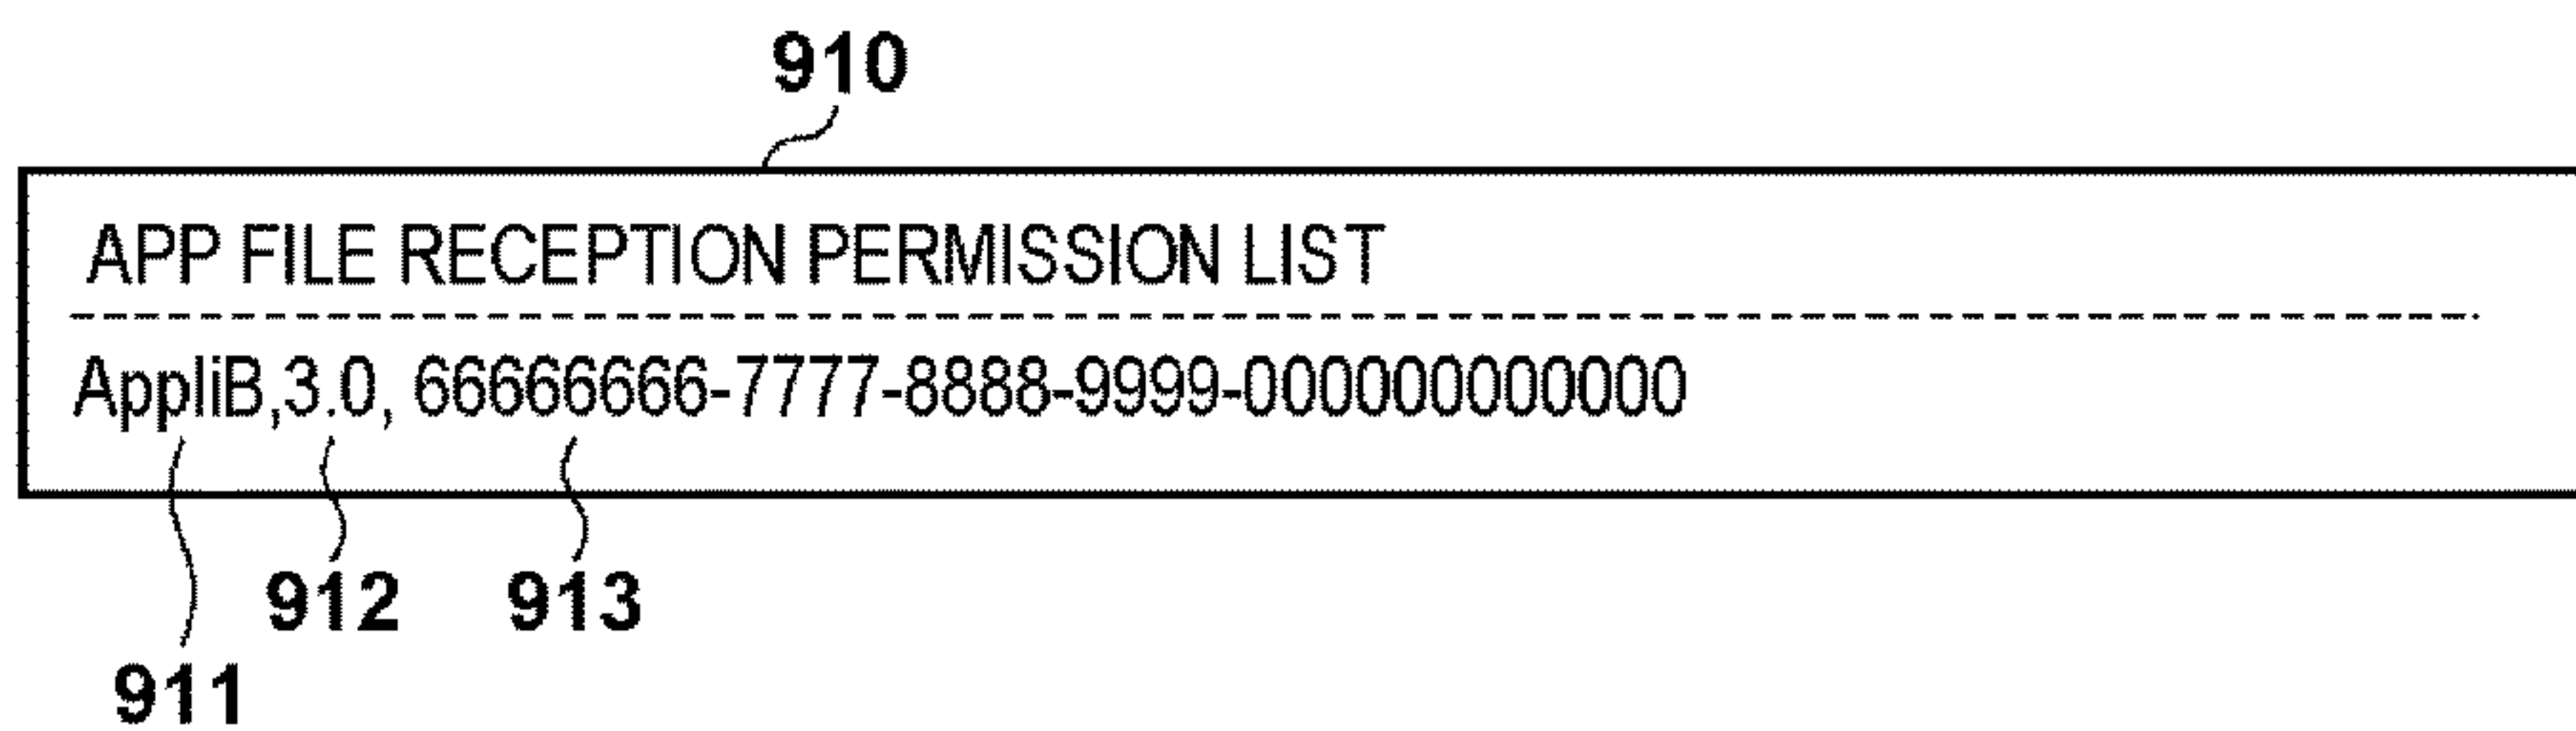 910
APP FILE RECEPTION PERMISSION LIST
AppliB,3.0, 66666666-7777-8888-9999-000000000000
912 913
911